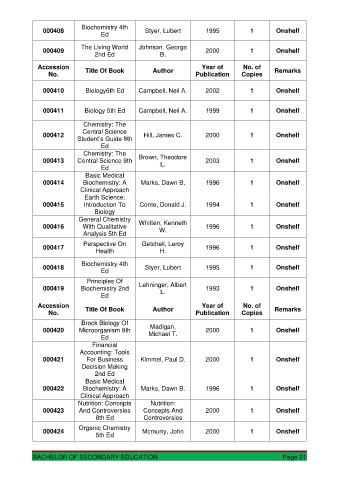 000408 Biochemistry 4th Ed Styer, Lubert 1995 1 Onshelf
000409 The Living World 2nd Ed Johnson, George B. 2000 1 Onshelf
Accession No. Title Of Book Author Year of Publication No. of Copies Remarks
000410 Biology6th Ed Campbell, Neil A. 2002 1 Onshelf
000411 Biology 5th Ed Campbell, Neil A. 1999 1 Onshelf
000412 Chemistry: The Central Science Student's Guide 8th Ed Hill, James C. 2000 1 Onshelf
000413 Chemistry: The Central Science 9th Ed Brown, Theodore L. 2003 1 Onshelf
000414 Basic Medical Biochemistry: A Clinical Approach Marks, Dawn B. 1996 1 Onshelf
000415 Earth Science: Introduction To Biology Conte, Donald J. 1994 1 Onshelf
000416 General Chemistry With Qualitative Analysis 5th Ed Whitten, Kenneth W. 1996 1 Onshelf
000417 Perspective On Health Getchell, Leroy H. 1996 1 Onshelf
000418 Biochemistry 4th Ed Styer, Lubert 1995 1 Onshelf
000419 Principles Of Biochemistry 2nd Ed Lehninger, Albert L. 1993 1 Onshelf
Accession No. Title Of Book Author Year of Publication No. of Copies Remarks
000420 Brock Biology Of Microorganism 9th Ed Madigan, Michael T. 2000 1 Onshelf
000421 Financial Accounting: Tools For Business Decision Making 2nd Ed Kimmel, Paul D. 2000 1 Onshelf
000422 Basic Medical Biochemistry: A Clinical Approach Marks, Dawn B. 1996 1 Onshelf
000423 Nutrition: Concepts And Controversies 8th Ed Nutrition: Concepts And Controversies 2000 1 Onshelf
000424 Organic Chemistry 5th Ed Mcmurry, John 2000 1 Onshelf
BACHELOR OF SECONDARY EDUCATION Page 21